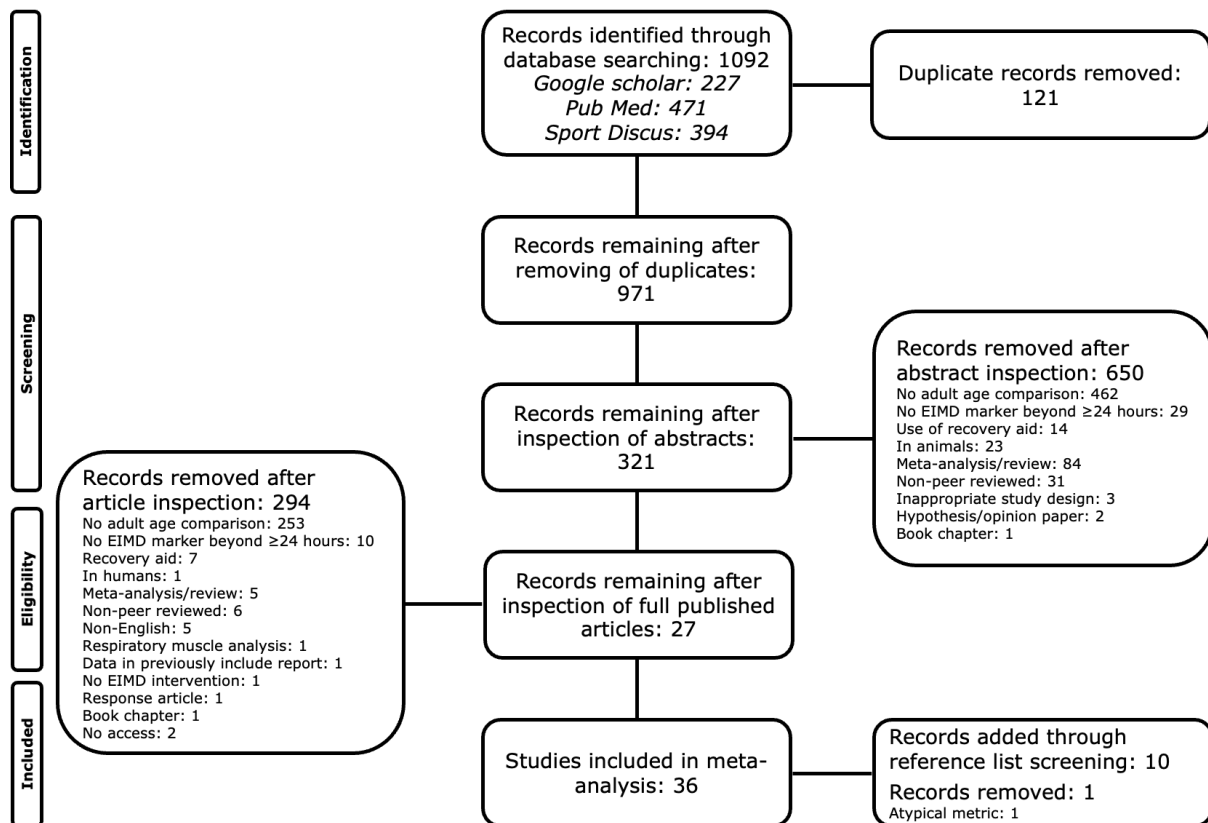 Identification
Records identified through
database searching: 1092
Google scholar: 227
Pub Med: 471
Sport Discus: 394
Duplicate records removed:
121
Screening
Records remaining after
removing of duplicates:
971
Records remaining after
inspection of abstracts:
321
Records removed after
abstract inspection: 650
No adult age comparison: 462
No EIMD marker beyond ≥24 hours: 29
Use of recovery aid: 14
In animals: 23
Meta-analysis/review: 84
Non-peer reviewed: 31
Inappropriate study design: 3
Hypothesis/opinion paper: 2
Book chapter: 1
Eligibility
Records removed after
article inspection: 294
No adult age comparison: 253
No EIMD marker beyond ≥24 hours: 10
Recovery aid: 7
In humans: 1
Meta-analysis/review: 5
Non-peer reviewed: 6
Non-English: 5
Respiratory muscle analysis: 1
Data in previously include report: 1
No EIMD intervention: 1
Response article: 1
Book chapter: 1
No access: 2
Records remaining after
inspection of full published
articles: 27
Included
Studies included in meta-
analysis: 36
Records added through
reference list screening: 10
Records removed: 1
Atypical metric: 1